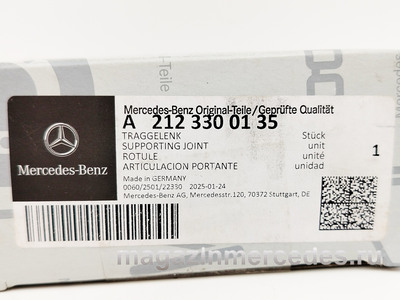 Mercedes-Benz Original-Teile/Geprüfte Qualität
A 212 330 01 35
TRAGGELENK Stück
SUPPORTING JOINT unit
ROTULE unité
ARTICULACION PORTANTE unidad
1
Mercedes-Benz
Made in GERMANY
0060/2501/22330 2025-01-24
Mercedes-Benz AG, Mercedesstr.120, 70372 Stuttgart, DE
magazinmercedes.ru